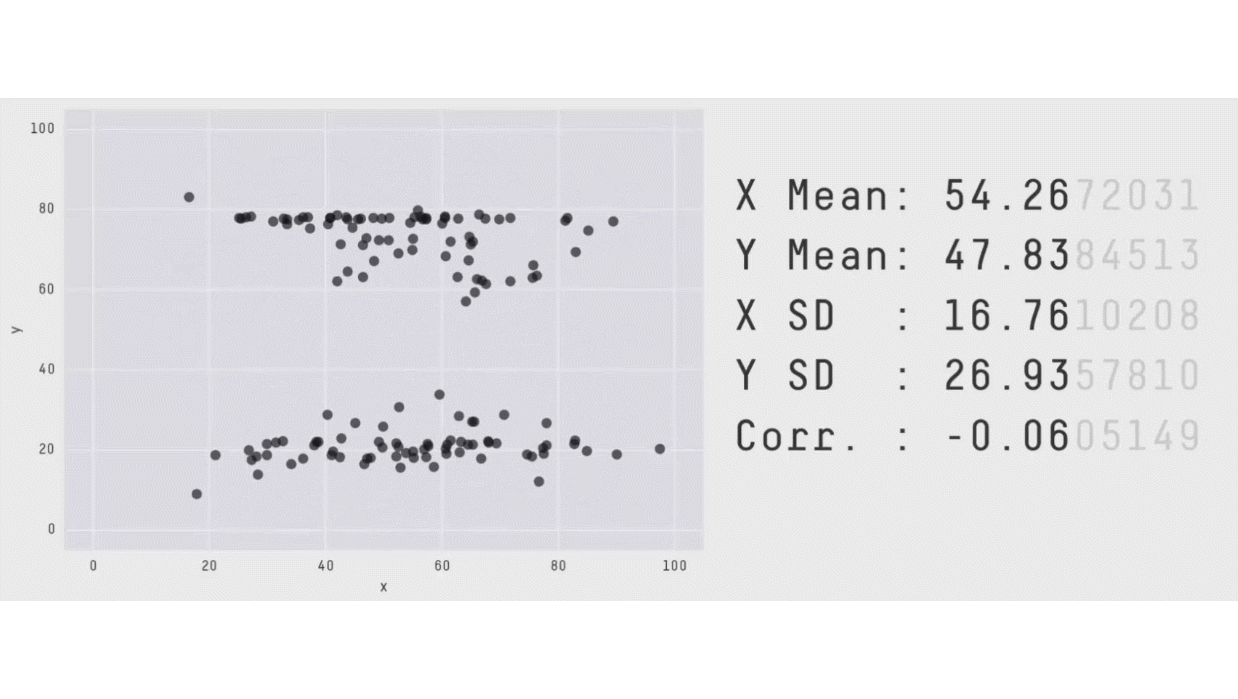 100
80
60
40
20
0
y
0 20 40 60 80 100
x
X Mean: 54.2672031
Y Mean: 47.8384513
X SD : 16.7610208
Y SD : 26.9357810
Corr. : -0.0605149